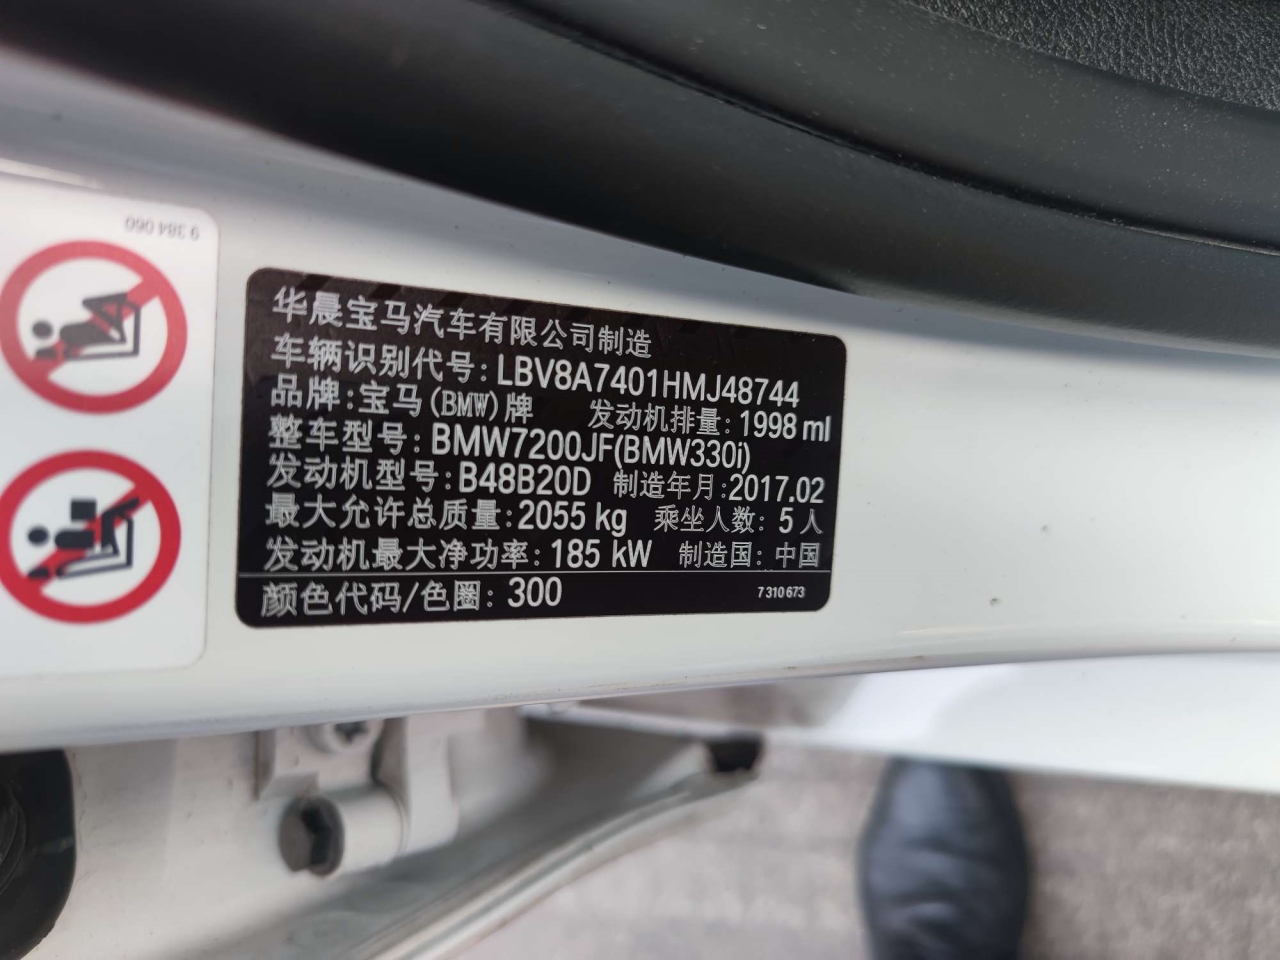 9 384 060
华晨宝马汽车有限公司制造
车辆识别代号: LBV8A7401HMJ48744
品牌: 宝马(BMW)牌 发动机排量: 1998 ml
整车型号: BMW7200JF(BMW330i)
发动机型号: B48B20D 制造年月: 2017.02
最大允许总质量: 2055 kg 乘坐人数: 5 人
发动机最大净功率: 185 kW 制造国: 中国
颜色代码/色圈: 300 7 310 673